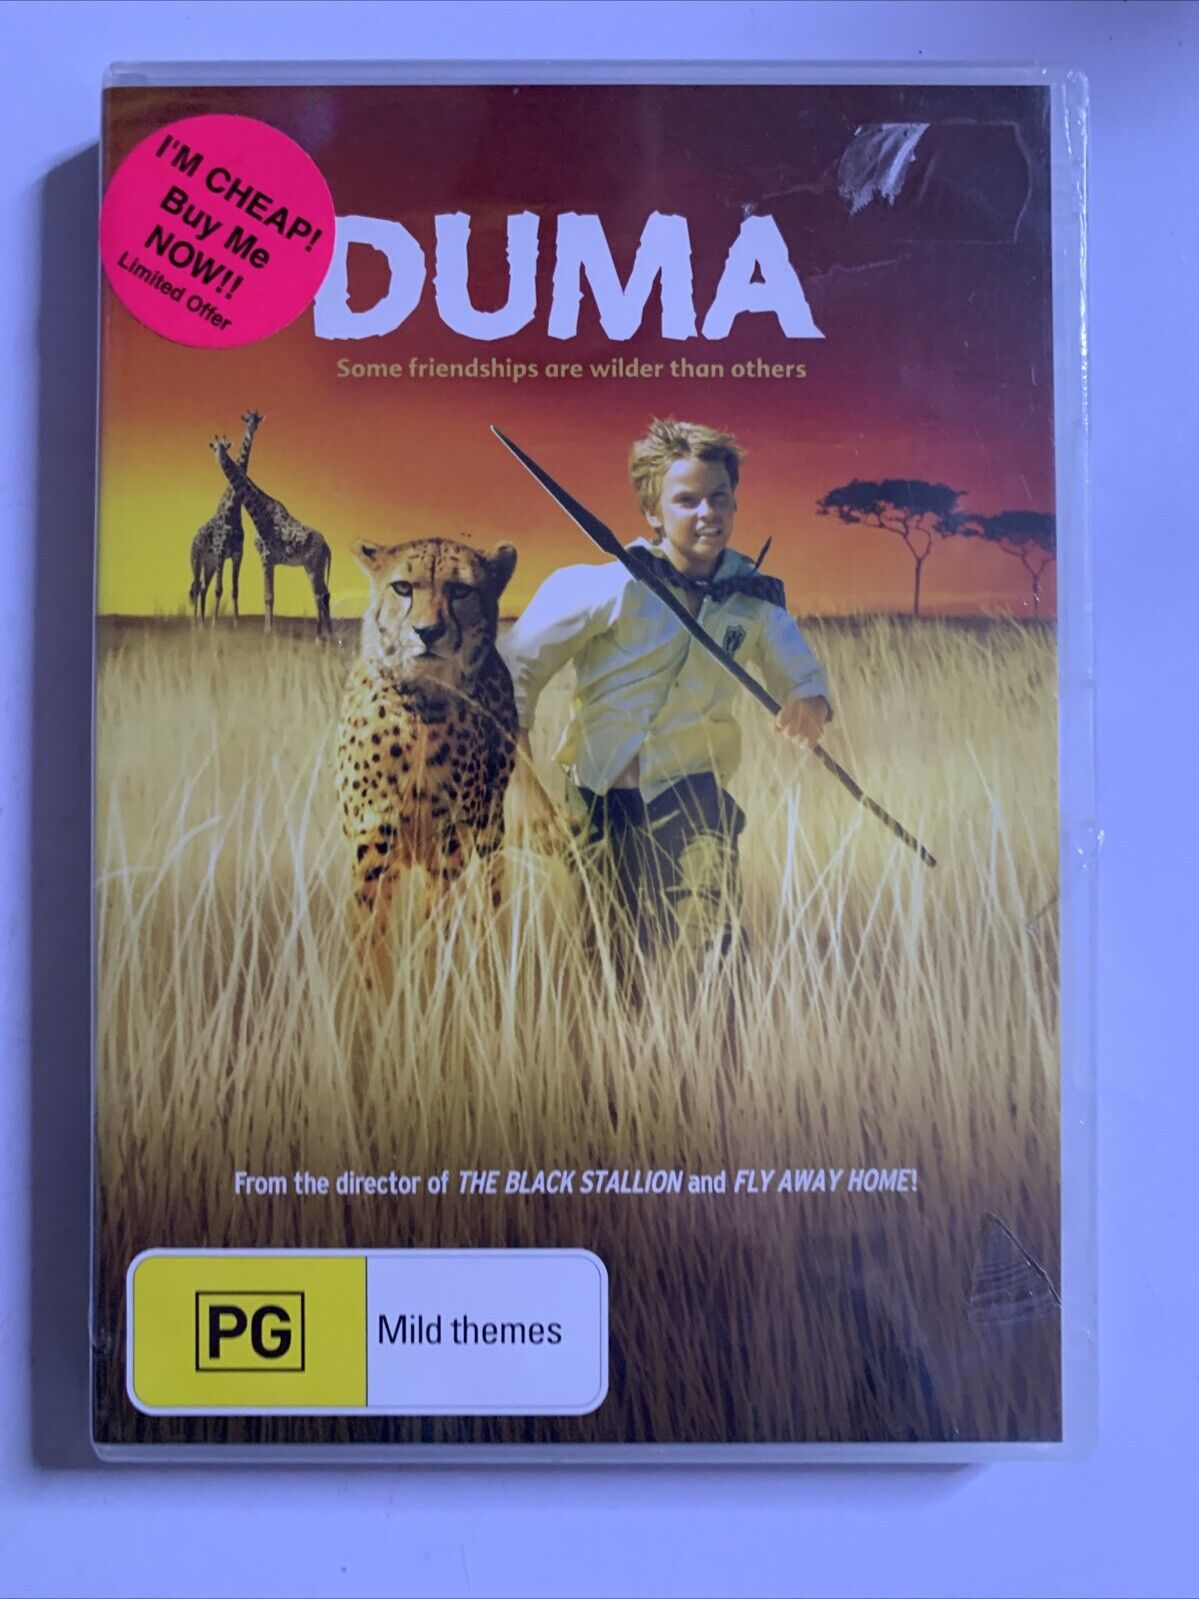 I'M CHEAP!
Buy Me
NOW!!
Limited Offer
DUMA
Some friendships are wilder than others
From the director of THE BLACK STALLION and FLY AWAY HOME!
PG
Mild themes